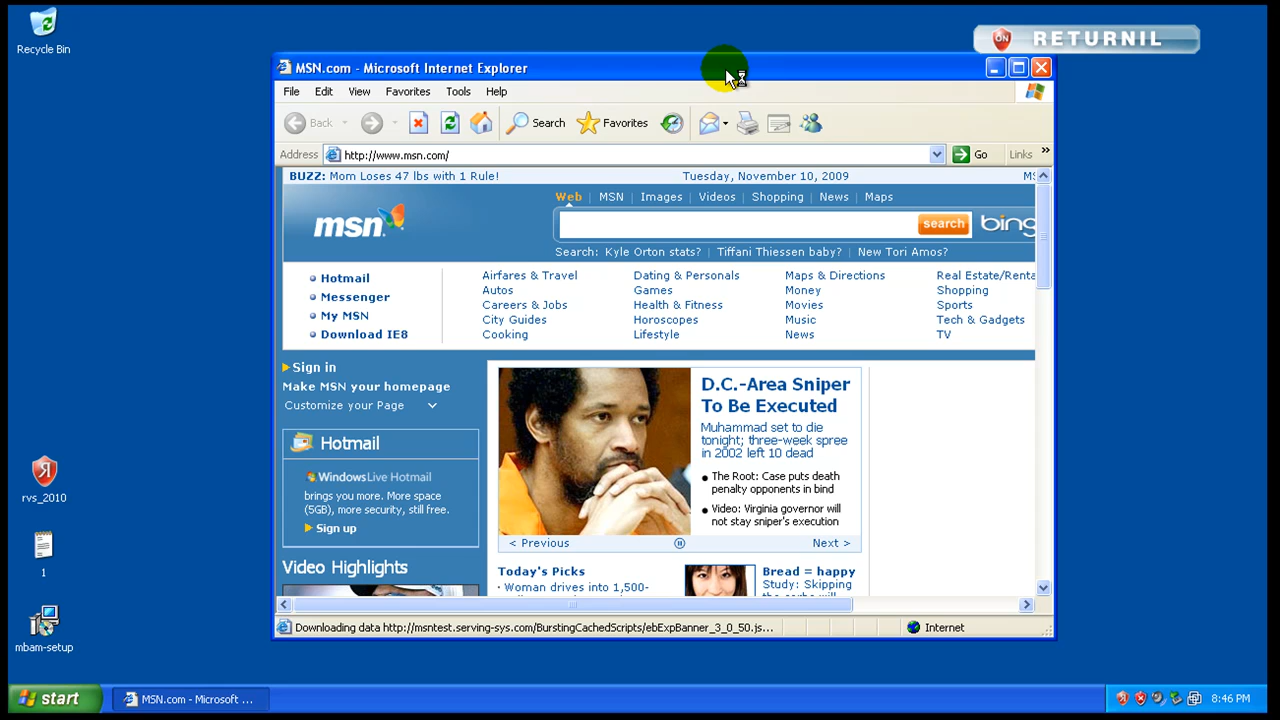 Recycle Bin
ON RETURNIL
MSN.com - Microsoft Internet Explorer
File Edit View Favorites Tools Help
Back Search Favorites
Address http://www.msn.com/ Go Links »
BUZZ: Mom Loses 47 lbs with 1 Rule! Tuesday, November 10, 2009
Web MSN Images Videos Shopping News Maps
msn search bing
Search: Kyle Orton stats? | Tiffani Thiessen baby? | New Tori Amos?
Hotmail
Messenger
My MSN
Download IE8
Airfares & Travel
Autos
Careers & Jobs
City Guides
Cooking
Dating & Personals
Games
Health & Fitness
Horoscopes
Lifestyle
Maps & Directions
Money
Movies
Music
News
Real Estate/Renta
Shopping
Sports
Tech & Gadgets
TV
Sign in
Make MSN your homepage
Customize your Page
Hotmail
Windows Live Hotmail
brings you more. More space
(5GB), more security, still free.
Sign up
Video Highlights
D.C.-Area Sniper
To Be Executed
Muhammad set to die
tonight; three-week spree
in 2002 left 10 dead
• The Root: Case puts death
penalty opponents in bind
• Video: Virginia governor will
not stay sniper's execution
< Previous Next >
Today's Picks
· Woman drives into 1,500-
Bread = happy
Study: Skipping
Downloading data http://msntest.serving-sys.com/BurstingCachedScripts/ebExpBanner_3_0_50.js... Internet
rvs_2010
1
mbam-setup
start MSN.com - Microsoft ... 8:46 PM